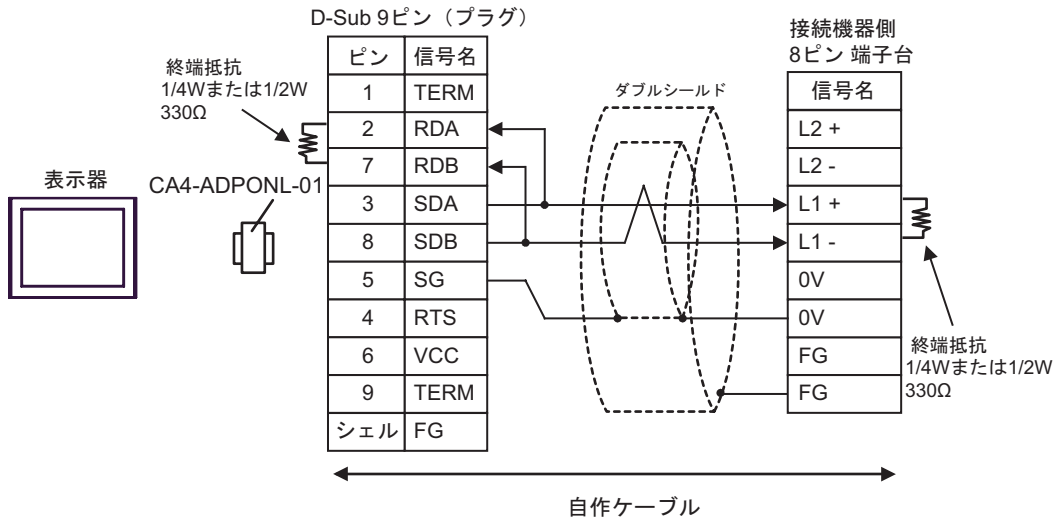 D-Sub 9ピン（プラグ）
ピン 信号名
1 TERM
2 RDA
7 RDB
3 SDA
8 SDB
5 SG
4 RTS
6 VCC
9 TERM
シェル FG
終端抵抗
1/4Wまたは1/2W
330Ω
表示器
CA4-ADPONL-01
ダブルシールド
接続機器側
8ピン 端子台
信号名
L2 +
L2 -
L1 +
L1 -
0V
0V
FG
FG
終端抵抗
1/4Wまたは1/2W
330Ω
自作ケーブル